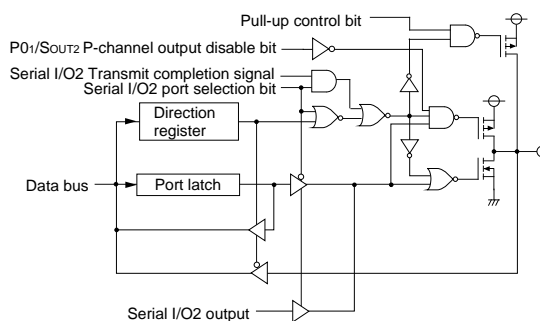 Pull-up control bit
P01/SOUT2 P-channel output disable bit
Serial I/O2 Transmit completion signal
Serial I/O2 port selection bit
Direction
register
Data bus
Port latch
Serial I/O2 output